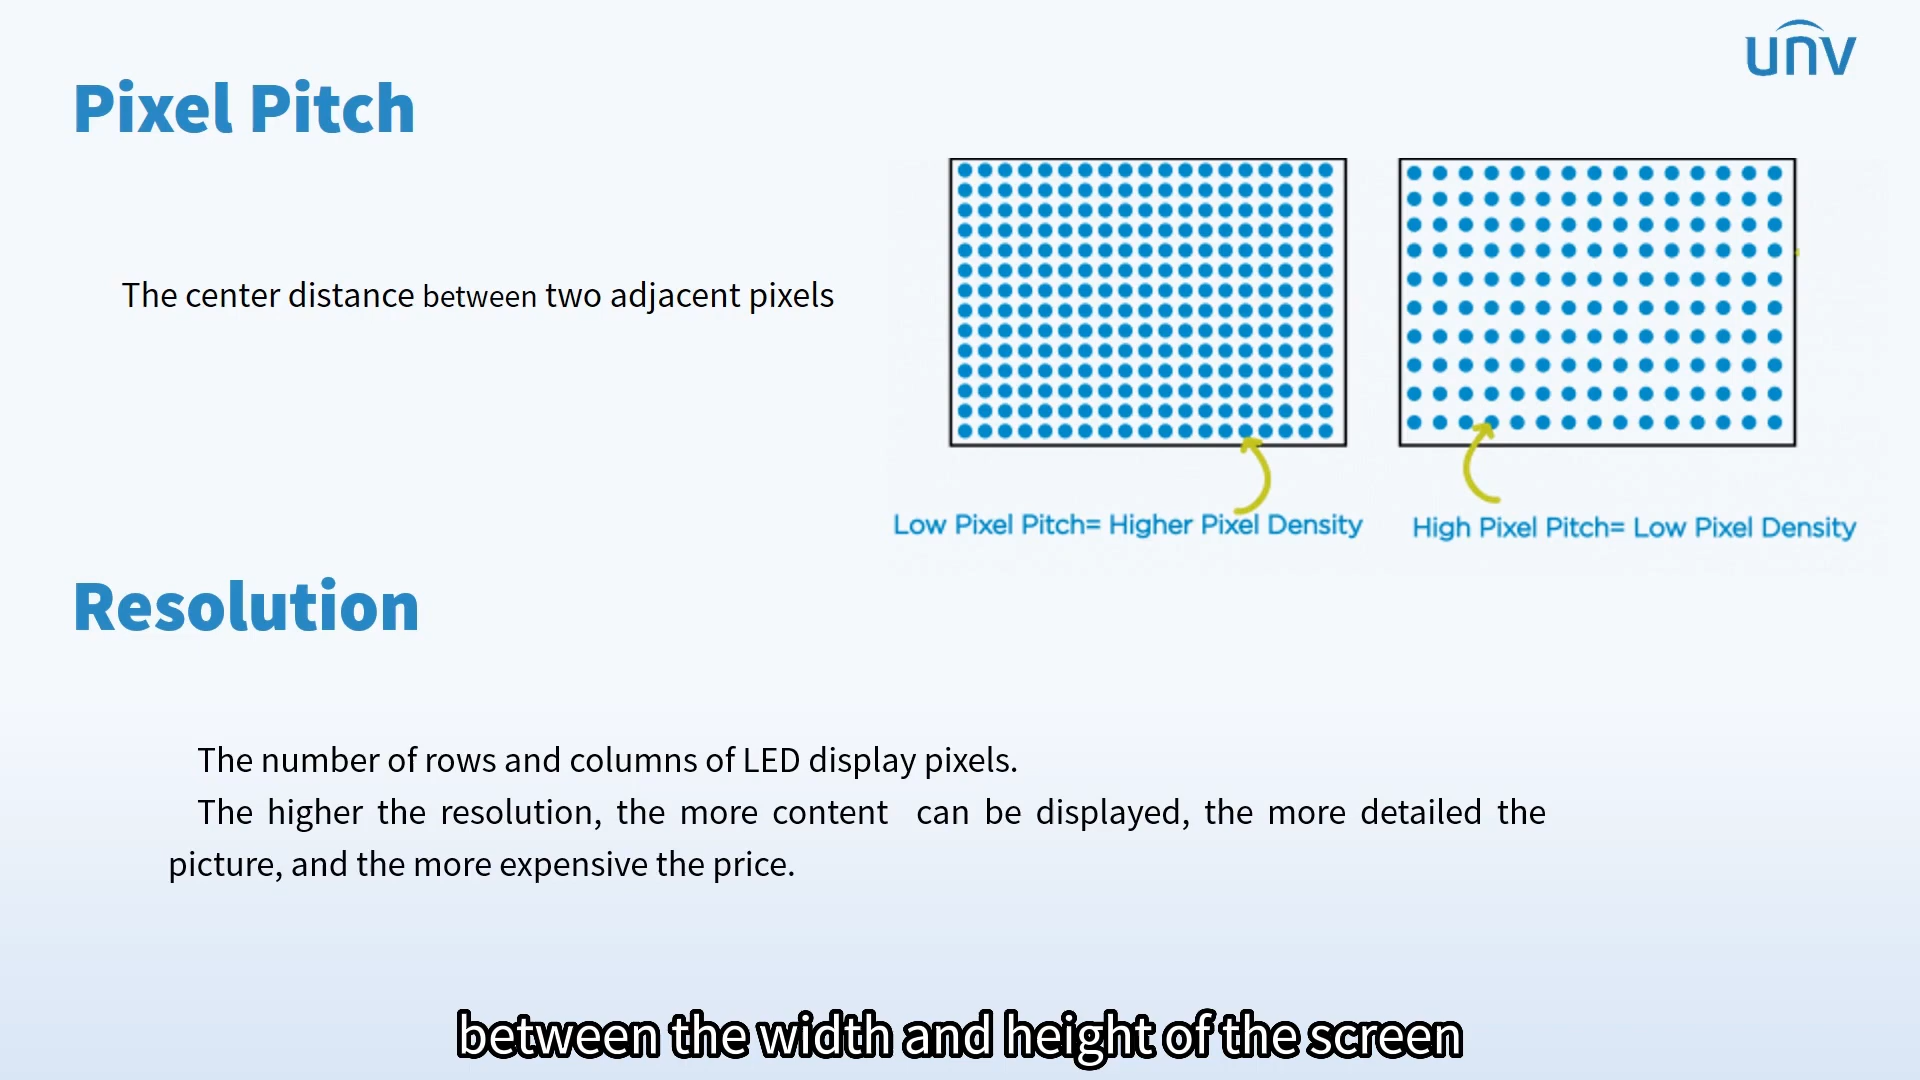 unv
Pixel Pitch
The center distance between two adjacent pixels
Low Pixel Pitch= Higher Pixel Density
High Pixel Pitch= Low Pixel Density
Resolution
The number of rows and columns of LED display pixels.
The higher the resolution, the more content can be displayed, the more detailed the
picture, and the more expensive the price.
between the width and height of the screen